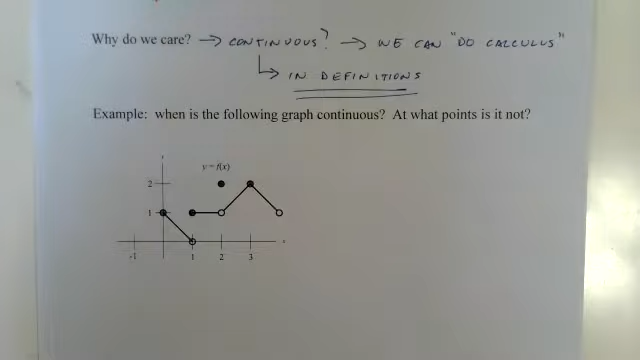 Why do we care? → CONTINUOUS? → WE CAN "DO CALCULUS"
↳ IN DEFINITIONS
Example: when is the following graph continuous? At what points is it not?
y = f(x)
2
1
-1 1 2 3 x